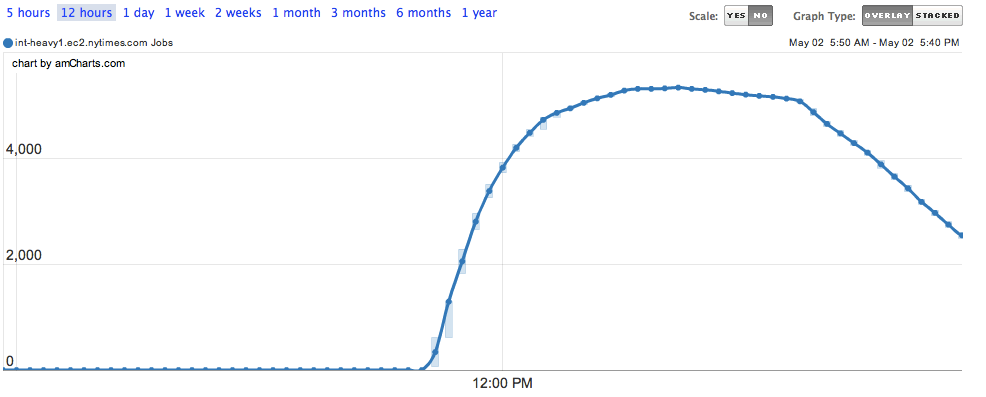 5 hours 12 hours 1 day 1 week 2 weeks 1 month 3 months 6 months 1 year
Scale: YES NO Graph Type: OVERLAY STACKED
int-heavy1.ec2.nytimes.com Jobs
May 02 5:50 AM - May 02 5:40 PM
chart by amCharts.com
4,000
2,000
0
12:00 PM